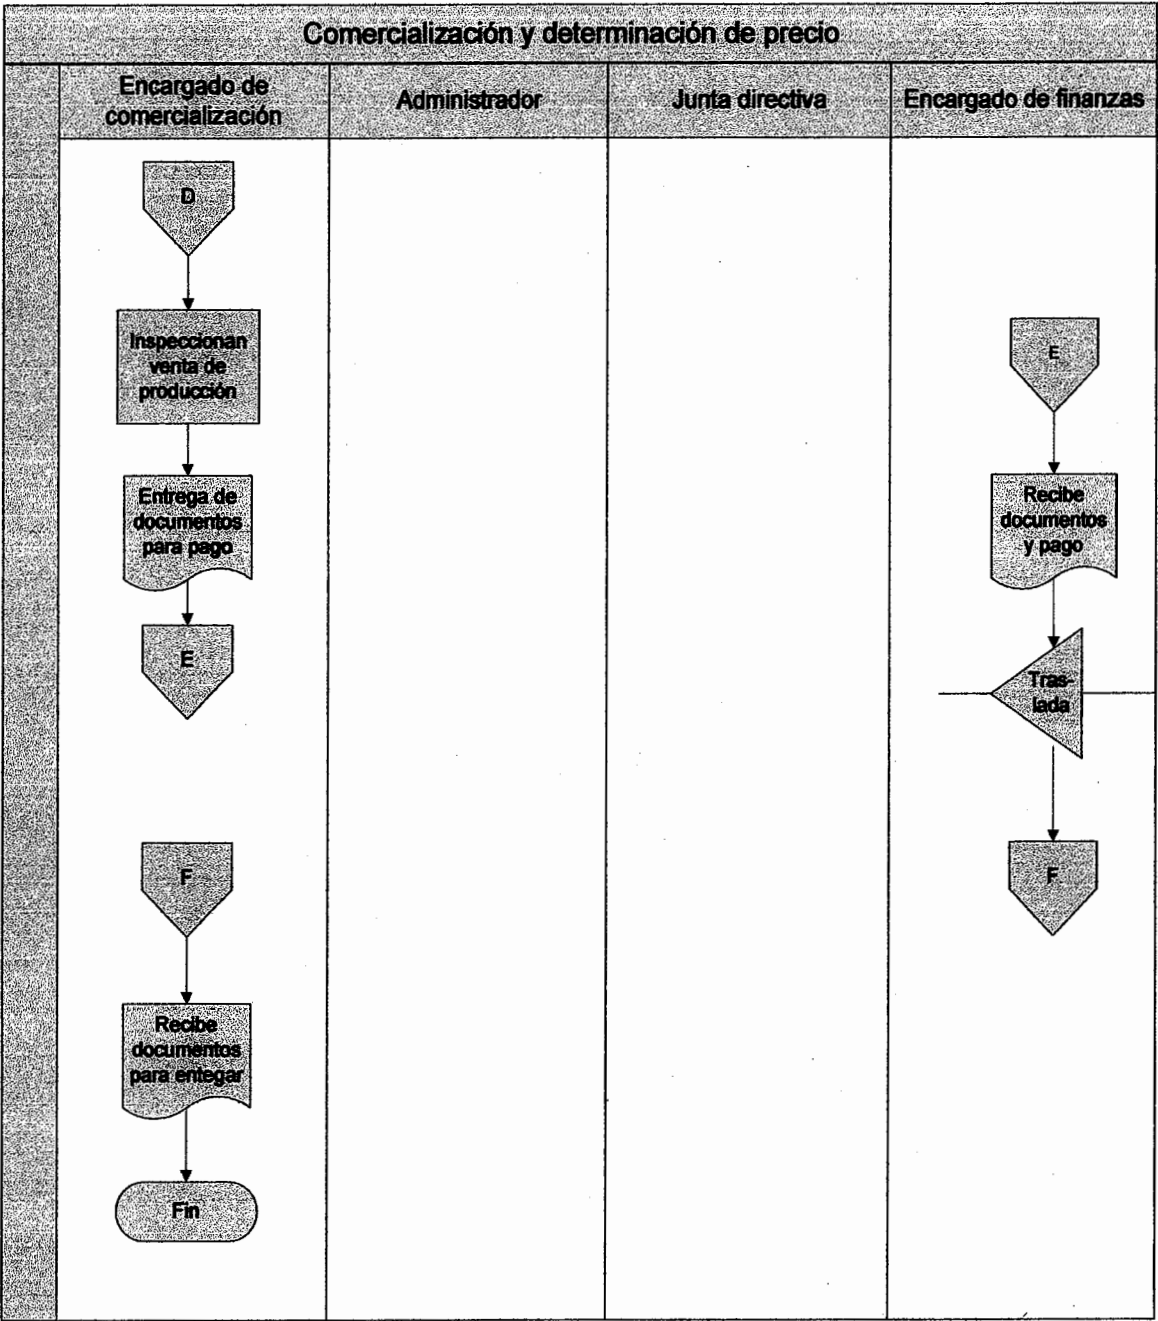 Comercialización y determinación de precio
Encargado de
comercialización
Administrador
Junta directiva
Encargado de finanzas
D
Inspeccionan
venta de
producción
Entrega de
documentos
para pago
E
F
Recibe
documentos
para entegar
Fin
E
Recibe
documentos
y pago
Tras-
lada
F